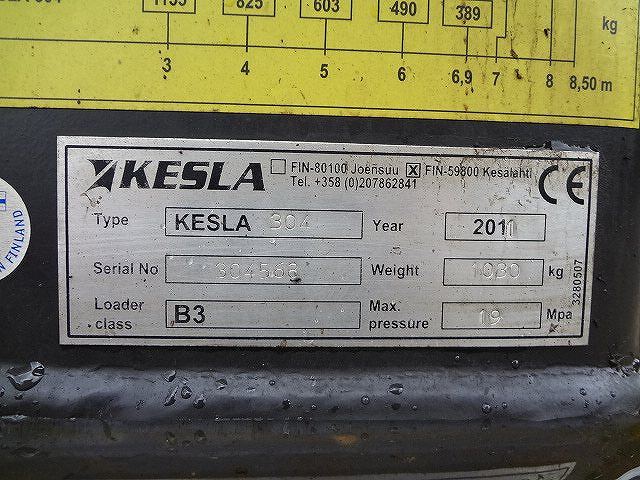 1155 825 603 490 389
kg
3 4 5 6 6,9 7 8 8,50 m
KESLA
FIN-80100 Joensuu ☒ FIN-59800 Kesälahti
Tel. +358 (0)207862841
CE
Type KESLA 304 Year 2011
Serial No 304566 Weight 1030 kg
Loader class B3 Max. pressure 19 Mpa
3280507
FINLAND